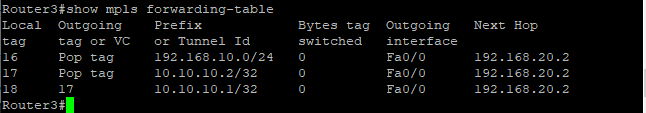 Router3#show mpls forwarding-table
Local Outgoing Prefix Bytes tag Outgoing Next Hop
tag tag or VC or Tunnel Id switched interface
16 Pop tag 192.168.10.0/24 0 Fa0/0 192.168.20.2
17 Pop tag 10.10.10.2/32 0 Fa0/0 192.168.20.2
18 17 10.10.10.1/32 0 Fa0/0 192.168.20.2
Router3#